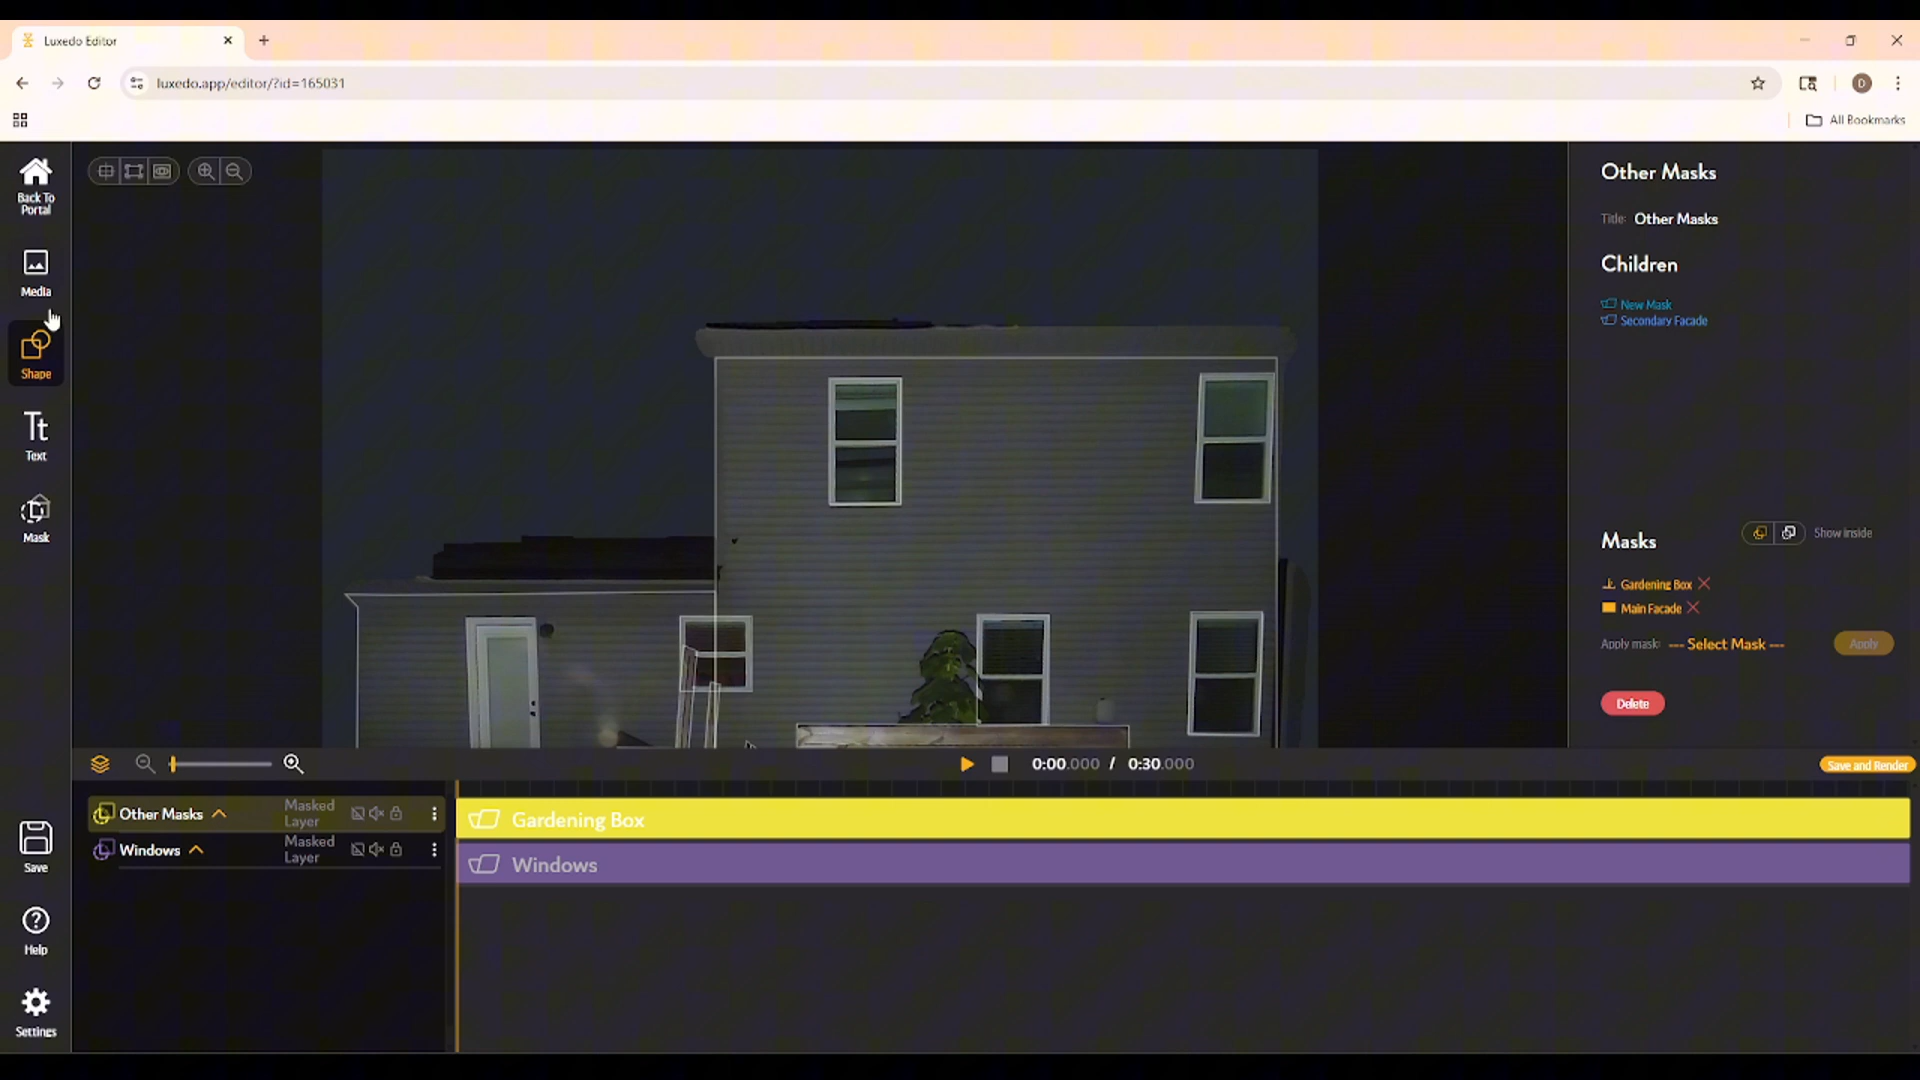 Luxedo Editor
luxedo.app/editor/?id=165031
D
All Bookmarks
Back To
Portal
Media
Shape
Text
Mask
Save
Help
Settings
Other Masks
Title: Other Masks
Children
New Mask
Secondary Facade
Masks
Show inside
Gardening Box
Main Facade
Apply mask: --- Select Mask --- Apply
Delete
0:00.000 / 0:30.000
Save and Render
Other Masks
Masked
Layer
Gardening Box
Windows
Masked
Layer
Windows